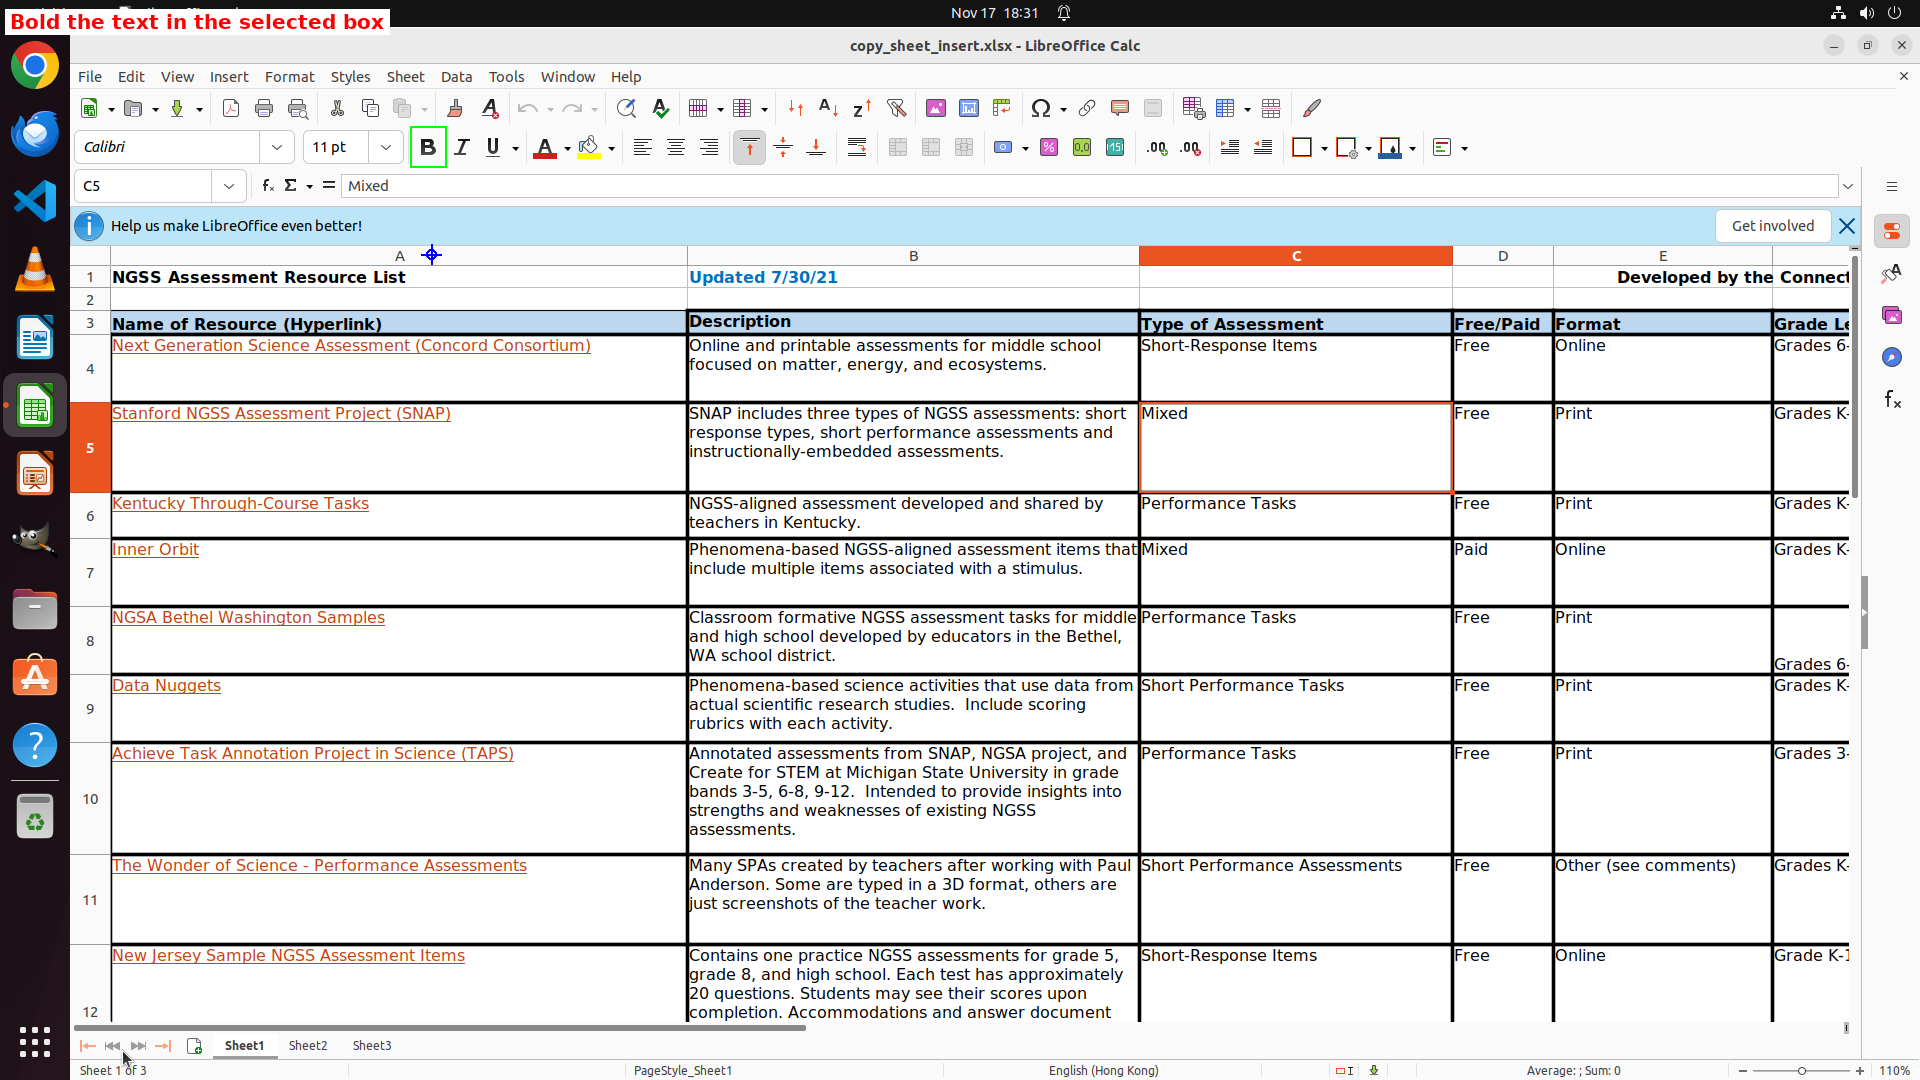 Bold the text in the selected box
Nov 17 18:31
copy_sheet_insert.xlsx - LibreOffice Calc
File Edit View Insert Format Styles Sheet Data Tools Window Help
Calibri 11 pt
C5 Mixed
Help us make LibreOffice even better! Get involved
A B C D E
1 NGSS Assessment Resource List Updated 7/30/21 Developed by the Connect
2
3 Name of Resource (Hyperlink) Description Type of Assessment Free/Paid Format Grade Le
4 Next Generation Science Assessment (Concord Consortium) Online and printable assessments for middle school Short-Response Items Free Online Grades 6-
focused on matter, energy, and ecosystems.
5 Stanford NGSS Assessment Project (SNAP) SNAP includes three types of NGSS assessments: short Mixed Free Print Grades K-
response types, short performance assessments and
instructionally-embedded assessments.
6 Kentucky Through-Course Tasks NGSS-aligned assessment developed and shared by Performance Tasks Free Print Grades K-
teachers in Kentucky.
7 Inner Orbit Phenomena-based NGSS-aligned assessment items that Mixed Paid Online Grades K-
include multiple items associated with a stimulus.
8 NGSA Bethel Washington Samples Classroom formative NGSS assessment tasks for middle Performance Tasks Free Print
and high school developed by educators in the Bethel,
WA school district. Grades 6-
9 Data Nuggets Phenomena-based science activities that use data from Short Performance Tasks Free Print Grades K-
actual scientific research studies.  Include scoring
rubrics with each activity.
10 Achieve Task Annotation Project in Science (TAPS) Annotated assessments from SNAP, NGSA project, and Performance Tasks Free Print Grades 3-
Create for STEM at Michigan State University in grade
bands 3-5, 6-8, 9-12.  Intended to provide insights into
strengths and weaknesses of existing NGSS
assessments.
11 The Wonder of Science - Performance Assessments Many SPAs created by teachers after working with Paul Short Performance Assessments Free Other (see comments) Grades K-
Anderson. Some are typed in a 3D format, others are
just screenshots of the teacher work.
12 New Jersey Sample NGSS Assessment Items Contains one practice NGSS assessments for grade 5, Short-Response Items Free Online Grade K-1
grade 8, and high school. Each test has approximately
20 questions. Students may see their scores upon
completion. Accommodations and answer document
Sheet1 Sheet2 Sheet3
Sheet 1 of 3 PageStyle_Sheet1 English (Hong Kong) Average: ; Sum: 0 110%